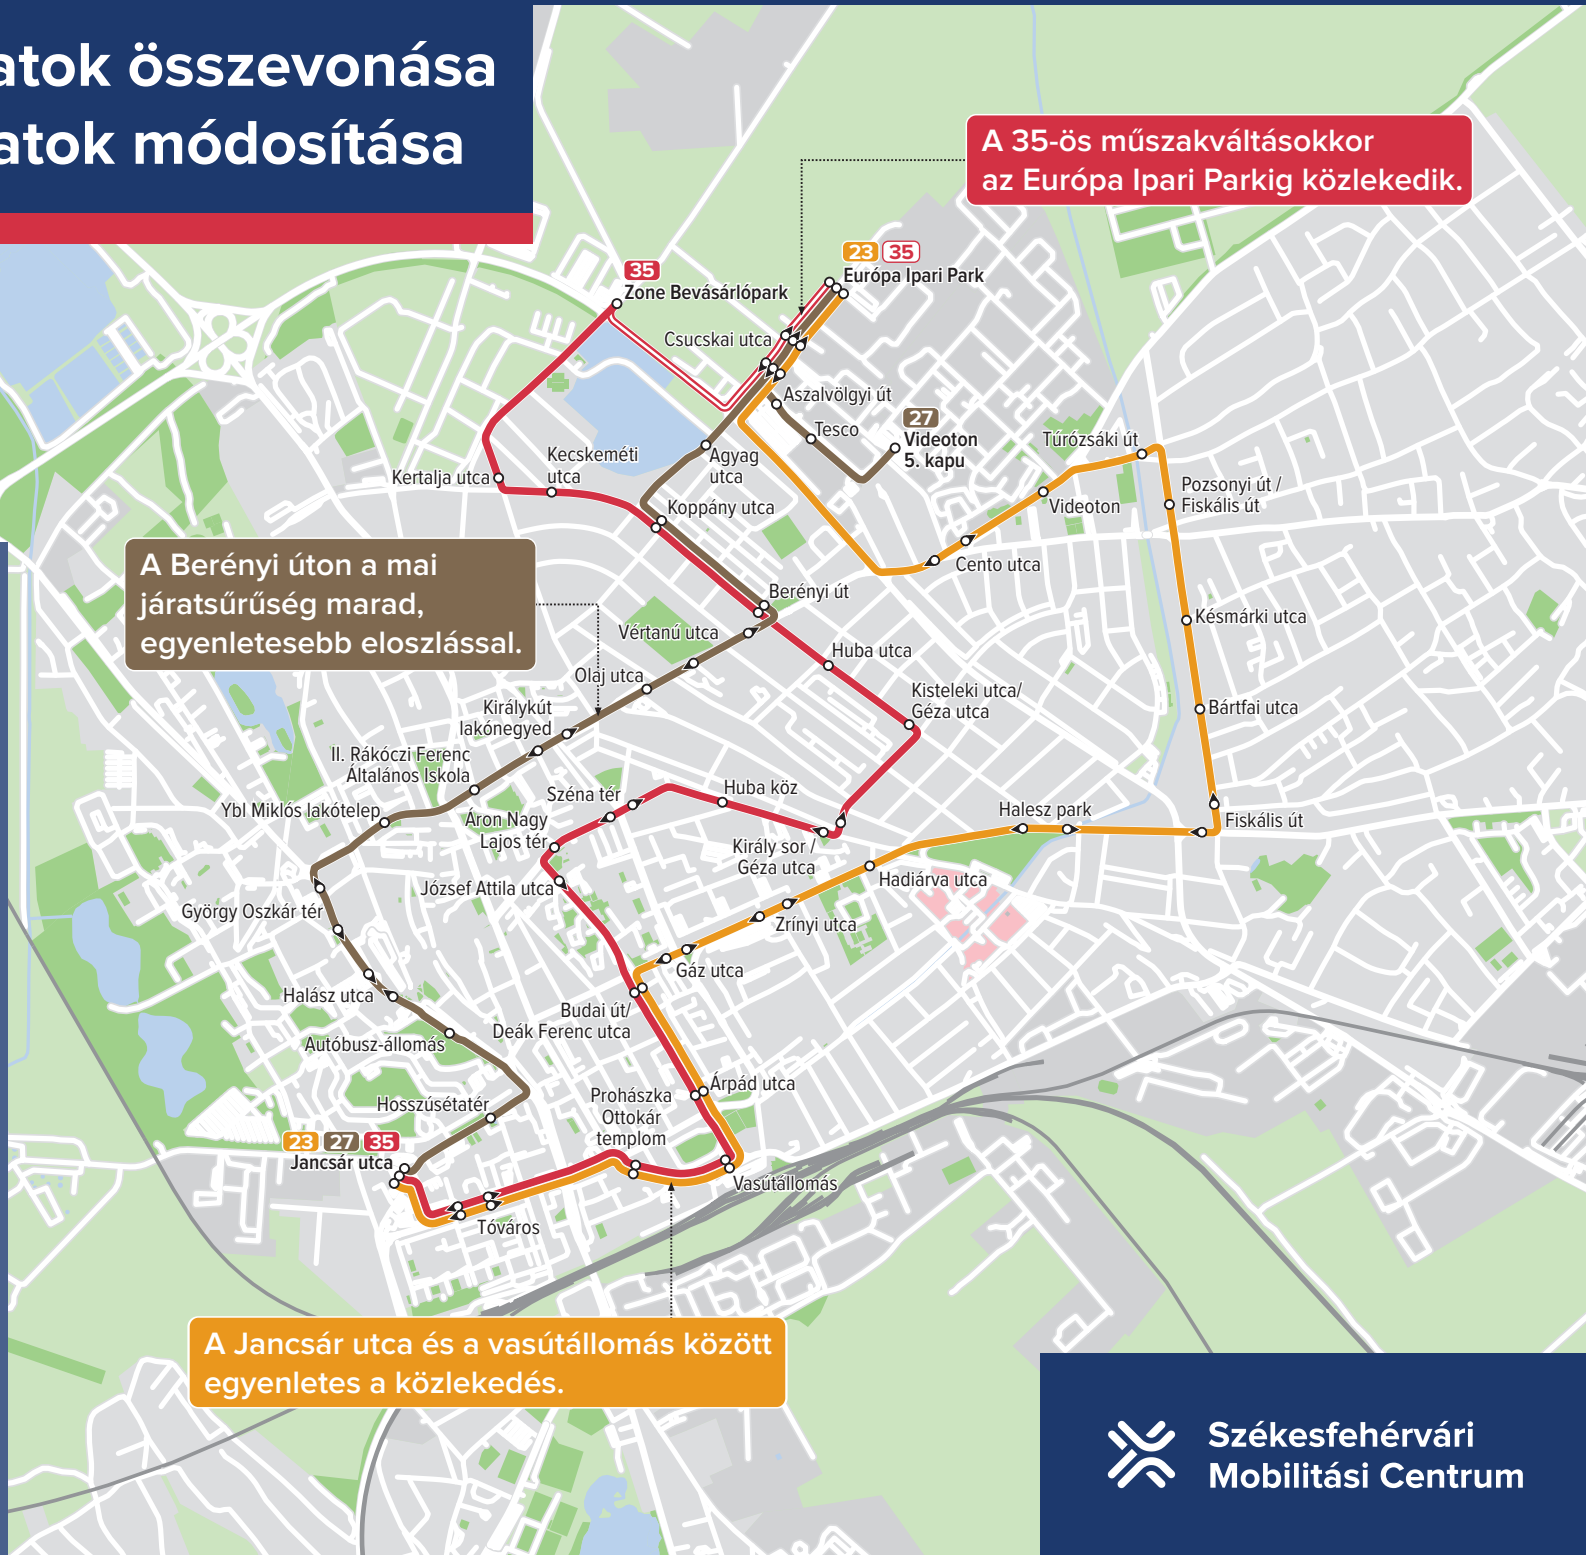 atok összevonása
atok módosítása
A 35-ös műszakváltásokkor
az Európa Ipari Parkig közlekedik.
23 35
Európa Ipari Park
35
Zone Bevásárlópark
Csucskai utca
Aszalvölgyi út
Tesco
27
Videoton
5. kapu
Agyag
utca
Kecskeméti
utca
Kertalja utca
Koppány utca
Túrózsáki út
Videoton
Pozsonyi út /
Fiskális út
Cento utca
A Berényi úton a mai
járatsűrűség marad,
egyenletesebb eloszlással.
Berényi út
Vértanú utca
Késmárki utca
Huba utca
Olaj utca
Kisteleki utca/
Géza utca
Bártfai utca
Királykút
lakónegyed
II. Rákóczi Ferenc
Általános Iskola
Széna tér
Huba köz
Ybl Miklós lakótelep
Áron Nagy
Lajos tér
Halesz park
Fiskális út
Király sor /
Géza utca
Hadiárva utca
József Attila utca
György Oszkár tér
Zrínyi utca
Gáz utca
Halász utca
Budai út/
Deák Ferenc utca
Autóbusz-állomás
Árpád utca
Prohászka
Ottokár
templom
Hosszúsétatér
23 27 35
Jancsár utca
Vasútállomás
Tóváros
A Jancsár utca és a vasútállomás között
egyenletes a közlekedés.
Székesfehérvári
Mobilitási Centrum